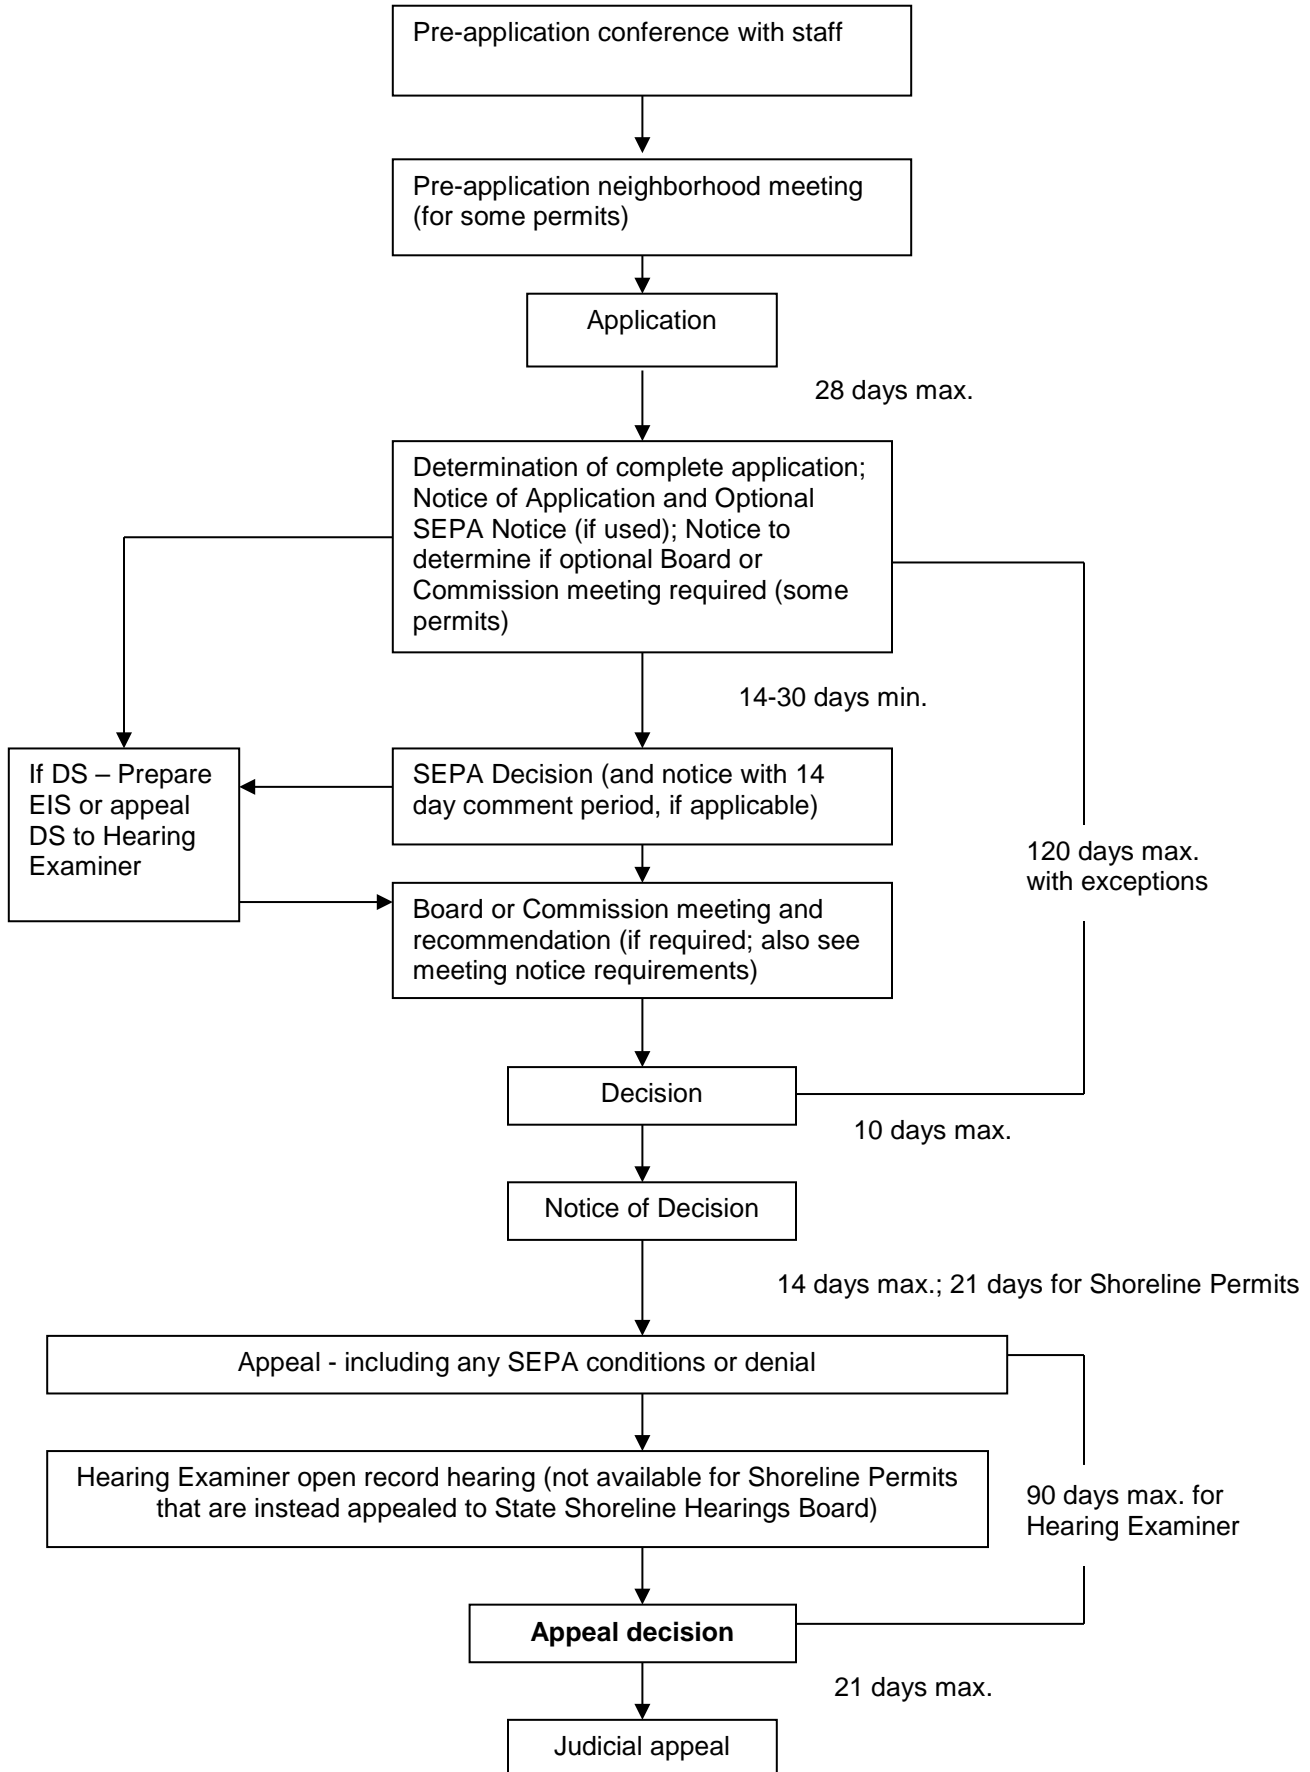 Pre-application conference with staff
Pre-application neighborhood meeting
(for some permits)
Application
28 days max.
Determination of complete application;
Notice of Application and Optional
SEPA Notice (if used); Notice to
determine if optional Board or
Commission meeting required (some
permits)
14-30 days min.
If DS – Prepare
EIS or appeal
DS to Hearing
Examiner
SEPA Decision (and notice with 14
day comment period, if applicable)
120 days max.
with exceptions
Board or Commission meeting and
recommendation (if required; also see
meeting notice requirements)
Decision
10 days max.
Notice of Decision
14 days max.; 21 days for Shoreline Permits
Appeal - including any SEPA conditions or denial
Hearing Examiner open record hearing (not available for Shoreline Permits
that are instead appealed to State Shoreline Hearings Board)
90 days max. for
Hearing Examiner
Appeal decision
21 days max.
Judicial appeal